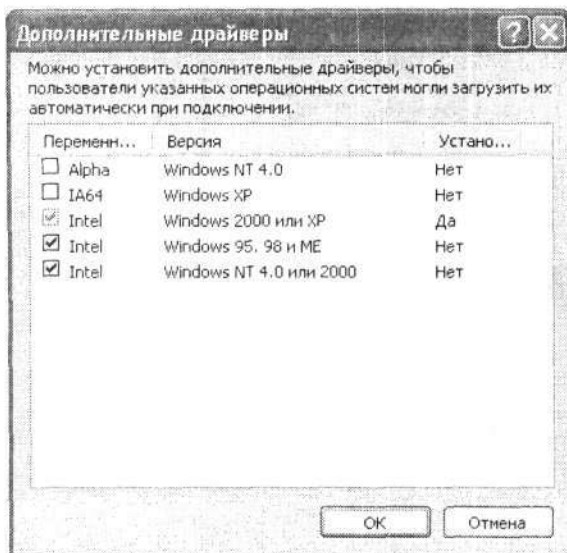 Дополнительные драйверы
Можно установить дополнительные драйверы, чтобы
пользователи указанных операционных систем могли загрузить их
автоматически при подключении.
Переменн... Версия Устано...
Alpha Windows NT 4.0 Нет
IA64 Windows XP Нет
Intel Windows 2000 или XP Да
Intel Windows 95, 98 и ME Нет
Intel Windows NT 4.0 или 2000 Нет
OK Отмена